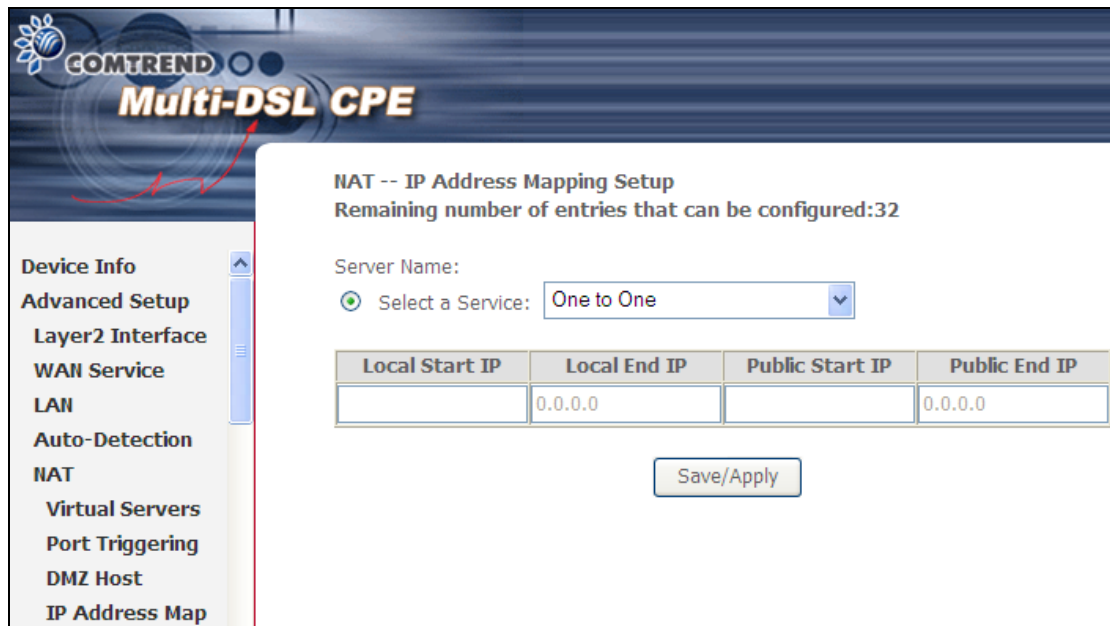 COMTREND
Multi-DSL CPE
NAT -- IP Address Mapping Setup
Remaining number of entries that can be configured:32
Device Info
Advanced Setup
Layer2 Interface
WAN Service
LAN
Auto-Detection
NAT
Virtual Servers
Port Triggering
DMZ Host
IP Address Map
Server Name:
Select a Service: One to One
Local Start IP Local End IP Public Start IP Public End IP
0.0.0.0 0.0.0.0
Save/Apply